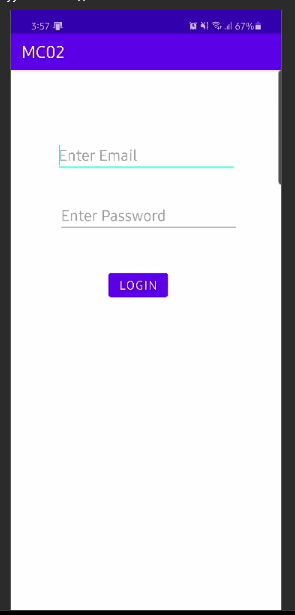 3:57 67%
MC02
Enter Email
Enter Password
LOGIN